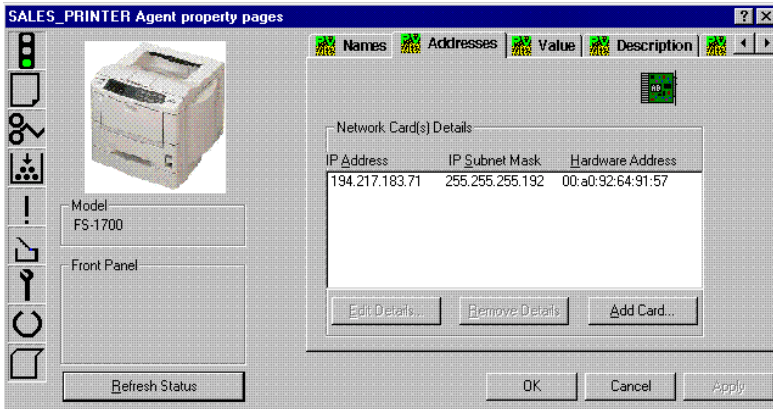 SALES_PRINTER Agent property pages
Names Addresses Value Description
Network Card(s) Details
IP Address IP Subnet Mask Hardware Address
194.217.183.71 255.255.255.192 00:a0:92:64:91:57
Model
FS-1700
Front Panel
Edit Details... Remove Details Add Card...
Refresh Status
OK Cancel Apply